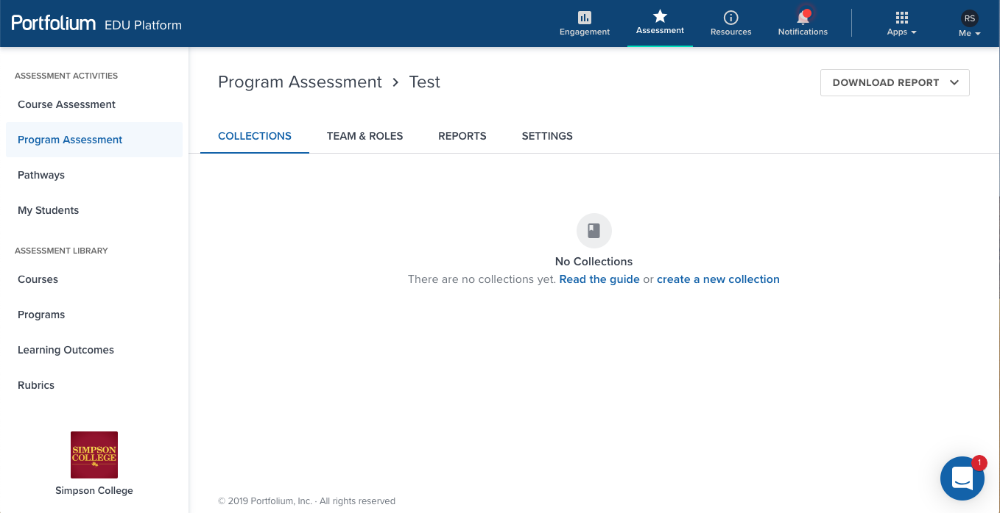 Portfolium EDU Platform
Engagement
Assessment
Resources
Notifications
Apps
RS
Me
ASSESSMENT ACTIVITIES
Course Assessment
Program Assessment
Pathways
My Students
ASSESSMENT LIBRARY
Courses
Programs
Learning Outcomes
Rubrics
SIMPSON
COLLEGE
Simpson College
Program Assessment > Test
DOWNLOAD REPORT
COLLECTIONS
TEAM & ROLES
REPORTS
SETTINGS
No Collections
There are no collections yet. Read the guide or create a new collection
1
© 2019 Portfolium, Inc. · All rights reserved